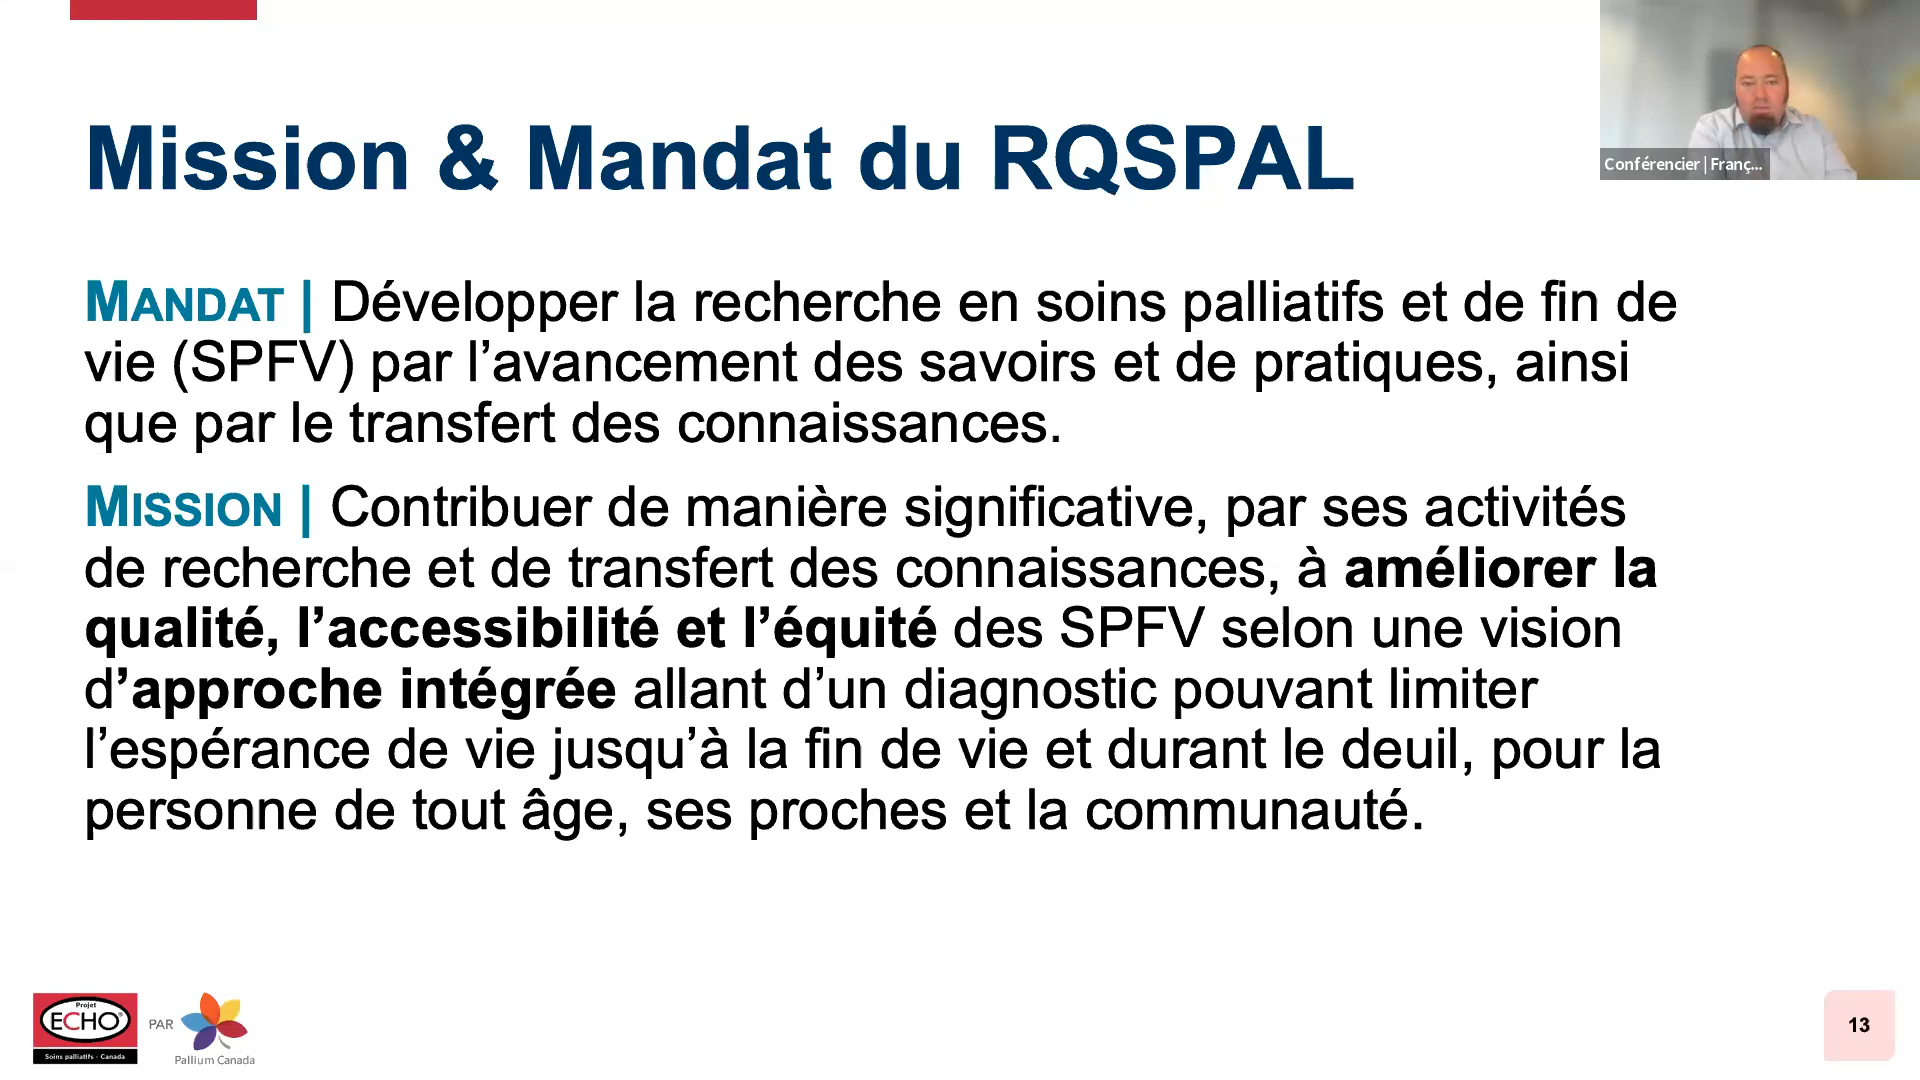 Mission & Mandat du RQSPAL
Conférencier | Franç...
MANDAT | Développer la recherche en soins palliatifs et de fin de
vie (SPFV) par l’avancement des savoirs et de pratiques, ainsi
que par le transfert des connaissances.
MISSION | Contribuer de manière significative, par ses activités
de recherche et de transfert des connaissances, à améliorer la
qualité, l’accessibilité et l’équité des SPFV selon une vision
d’approche intégrée allant d’un diagnostic pouvant limiter
l’espérance de vie jusqu’à la fin de vie et durant le deuil, pour la
personne de tout âge, ses proches et la communauté.
Projet
ECHO®
Soins palliatifs - Canada
PAR
Pallium Canada
13